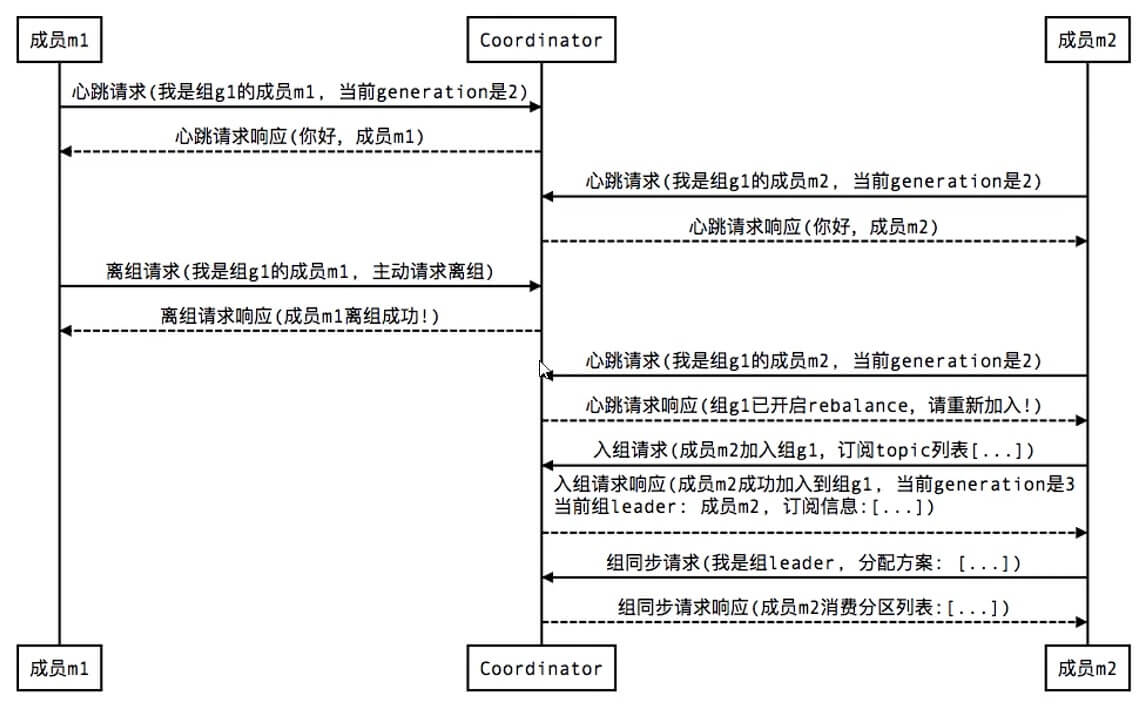 成员m1
Coordinator
成员m2
心跳请求(我是组g1的成员m1, 当前generation是2)
心跳请求响应(你好, 成员m1)
心跳请求(我是组g1的成员m2, 当前generation是2)
心跳请求响应(你好, 成员m2)
离组请求(我是组g1的成员m1, 主动请求离组)
离组请求响应(成员m1离组成功!)
心跳请求(我是组g1的成员m2, 当前generation是2)
心跳请求响应(组g1已开启rebalance, 请重新加入!)
入组请求(成员m2加入组g1, 订阅topic列表[...])
入组请求响应(成员m2成功加入到组g1, 当前generation是3
当前组leader: 成员m2, 订阅信息:[...])
组同步请求(我是组leader, 分配方案: [...])
组同步请求响应(成员m2消费分区列表:[...])
成员m1
Coordinator
成员m2